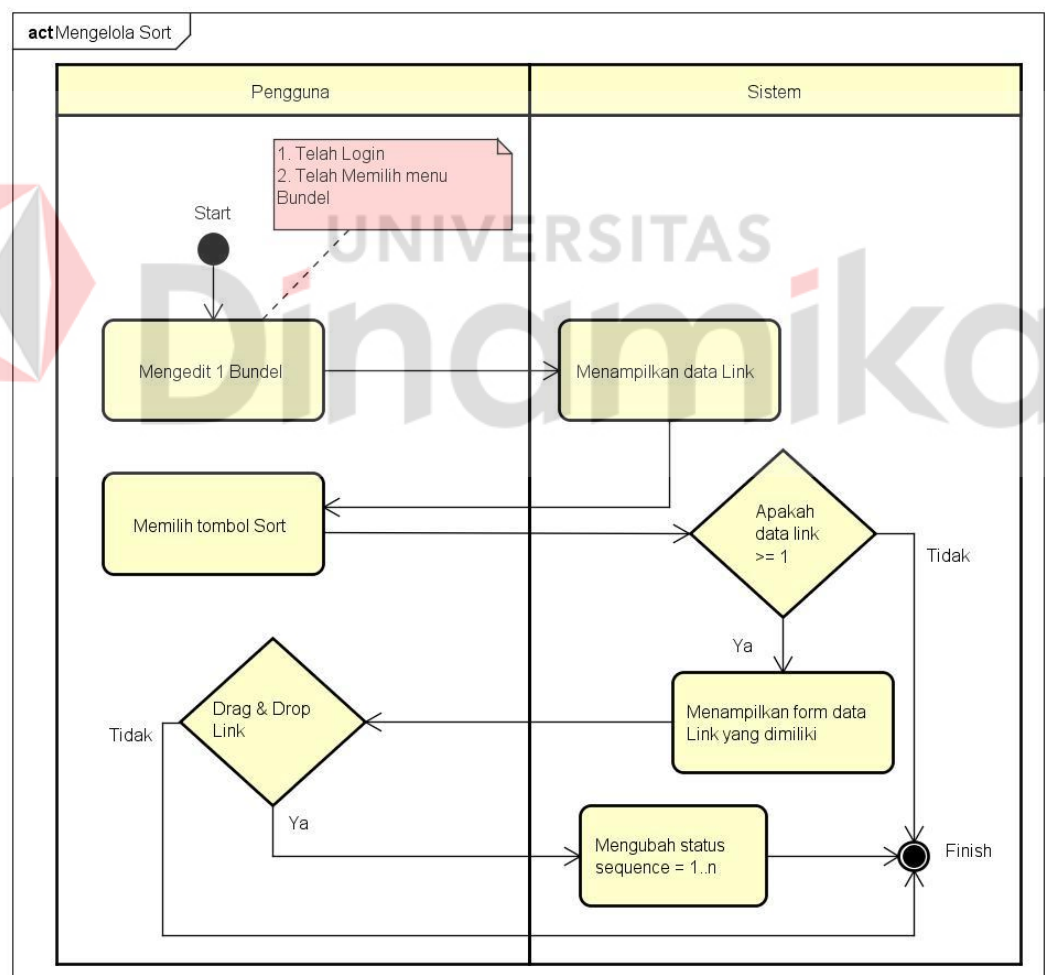 act Mengelola Sort
Pengguna
Sistem
1. Telah Login
2. Telah Memilih menu
Bundel
Start
UNIVERSITAS
Dinamika
Mengedit 1 Bundel
Menampilkan data Link
Memilih tombol Sort
Apakah
data link
>= 1
Tidak
Ya
Menampilkan form data
Link yang dimiliki
Drag & Drop
Link
Tidak
Ya
Mengubah status
sequence = 1..n
Finish